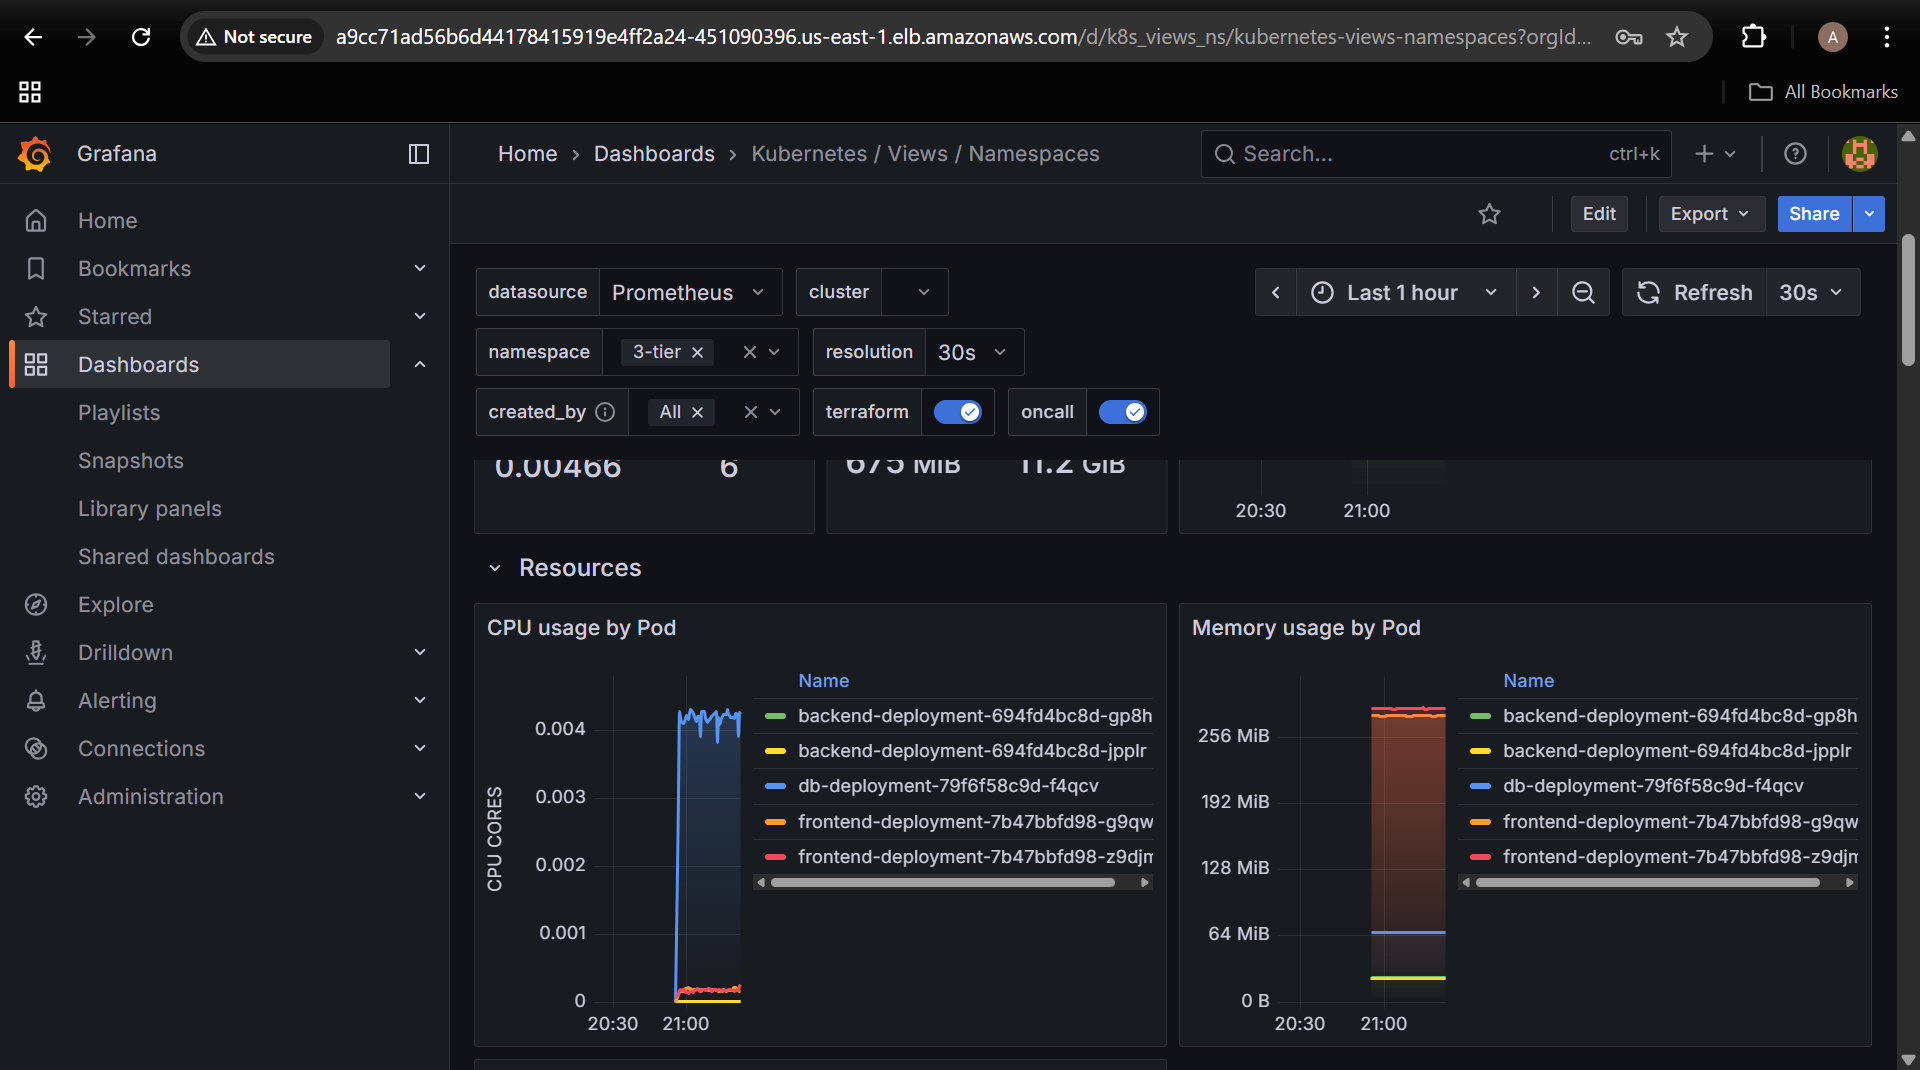 Not secure
a9cc71ad56b6d44178415919e4ff2a24-451090396.us-east-1.elb.amazonaws.com/d/k8s_views_ns/kubernetes-views-namespaces?orgId...
A
All Bookmarks
Grafana
Home › Dashboards › Kubernetes / Views / Namespaces
Search...
ctrl+k
Home
Bookmarks
Starred
Dashboards
Playlists
Snapshots
Library panels
Shared dashboards
Explore
Drilldown
Alerting
Connections
Administration
Edit
Export
Share
datasource
Prometheus
cluster
Last 1 hour
Refresh
30s
namespace
3-tier
resolution
30s
created_by
All
terraform
oncall
0.00466
6
675 MiB
11.2 GiB
20:30
21:00
Resources
CPU usage by Pod
CPU CORES
0.004
0.003
0.002
0.001
0
20:30
21:00
Name
backend-deployment-694fd4bc8d-gp8h
backend-deployment-694fd4bc8d-jpplr
db-deployment-79f6f58c9d-f4qcv
frontend-deployment-7b47bbfd98-g9qw
frontend-deployment-7b47bbfd98-z9djm
Memory usage by Pod
256 MiB
192 MiB
128 MiB
64 MiB
0 B
20:30
21:00
Name
backend-deployment-694fd4bc8d-gp8h
backend-deployment-694fd4bc8d-jpplr
db-deployment-79f6f58c9d-f4qcv
frontend-deployment-7b47bbfd98-g9qw
frontend-deployment-7b47bbfd98-z9djm